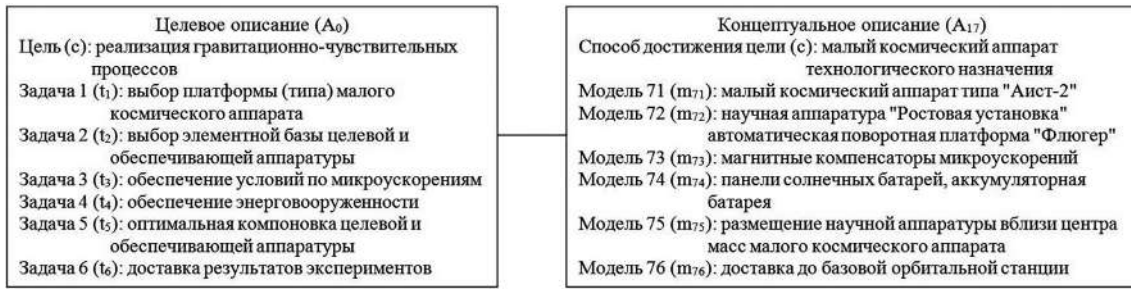 Целевое описание (A₀)
Цель (c): реализация гравитационно-чувствительных
процессов
Задача 1 (t₁): выбор платформы (типа) малого
космического аппарата
Задача 2 (t₂): выбор элементной базы целевой и
обеспечивающей аппаратуры
Задача 3 (t₃): обеспечение условий по микроускорениям
Задача 4 (t₄): обеспечение энерговооруженности
Задача 5 (t₅): оптимальная компоновка целевой и
обеспечивающей аппаратуры
Задача 6 (t₆): доставка результатов экспериментов
Концептуальное описание (A₁₇)
Способ достижения цели (c): малый космический аппарат
технологического назначения
Модель 71 (m₇₁): малый космический аппарат типа "Аист-2"
Модель 72 (m₇₂): научная аппаратура "Ростовая установка"
автоматическая поворотная платформа "Флюгер"
Модель 73 (m₇₃): магнитные компенсаторы микроускорений
Модель 74 (m₇₄): панели солнечных батарей, аккумуляторная
батарея
Модель 75 (m₇₅): размещение научной аппаратуры вблизи центра
масс малого космического аппарата
Модель 76 (m₇₆): доставка до базовой орбитальной станции